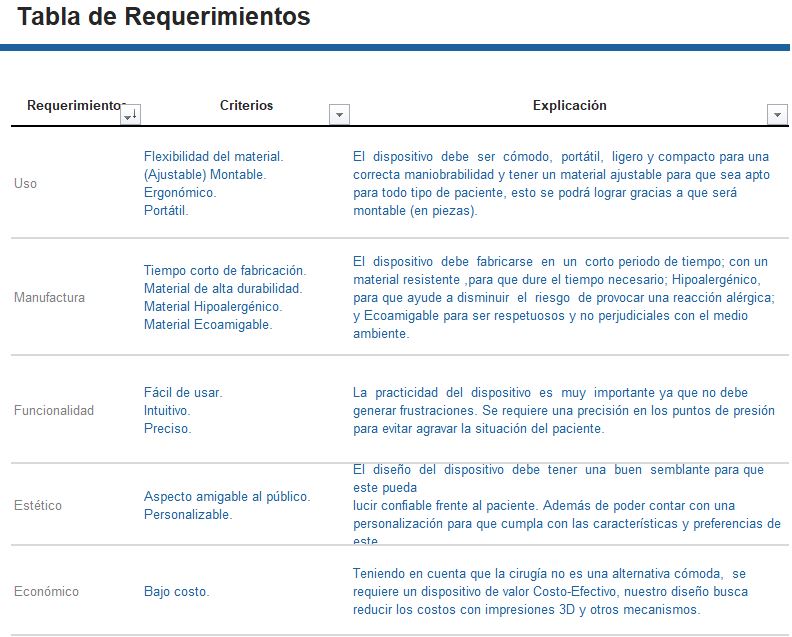 Tabla de Requerimientos
Requerimientos Criterios Explicación
Uso
Flexibilidad del material.
(Ajustable) Montable.
Ergonómico.
Portátil.
El dispositivo debe ser cómodo, portátil, ligero y compacto para una
correcta maniobrabilidad y tener un material ajustable para que sea apto
para todo tipo de paciente, esto se podrá lograr gracias a que será
montable (en piezas).
Manufactura
Tiempo corto de fabricación.
Material de alta durabilidad.
Material Hipoalergénico.
Material Ecoamigable.
El dispositivo debe fabricarse en un corto periodo de tiempo; con un
material resistente ,para que dure el tiempo necesario; Hipoalergénico,
para que ayude a disminuir el riesgo de provocar una reacción alérgica;
y Ecoamigable para ser respetuosos y no perjudiciales con el medio
ambiente.
Funcionalidad
Fácil de usar.
Intuitivo.
Preciso.
La practicidad del dispositivo es muy importante ya que no debe
generar frustraciones. Se requiere una precisión en los puntos de presión
para evitar agravar la situación del paciente.
Estético
Aspecto amigable al público.
Personalizable.
El diseño del dispositivo debe tener una buen semblante para que
este pueda
lucir confiable frente al paciente. Además de poder contar con una
personalización para que cumpla con las características y preferencias de
este
Económico
Bajo costo.
Teniendo en cuenta que la cirugía no es una alternativa cómoda, se
requiere un dispositivo de valor Costo-Efectivo, nuestro diseño busca
reducir los costos con impresiones 3D y otros mecanismos.